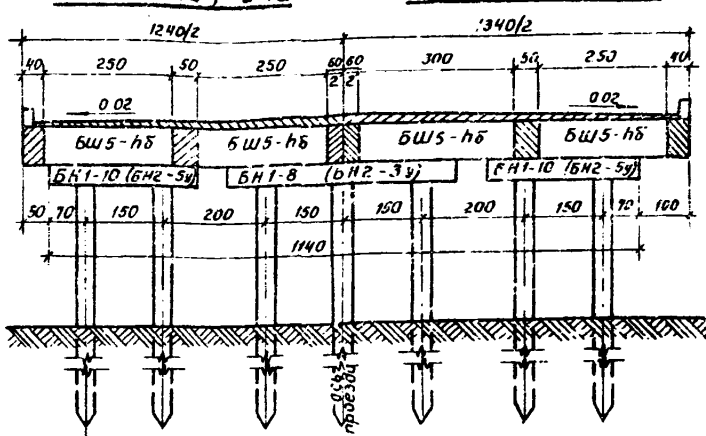 1240/2 1340/2
40 250 50 250 60/2 60/2 300 50 250 40
0.02 0.02
БШ5-hб БШ5-hб БШ5-hб БШ5-hб
БН1-10 (БН2-5у) БН1-8 (БН2-3у) БН1-10 (БН2-5у)
50 70 150 200 150 150 200 150 70 100
1140
Ось
проезда